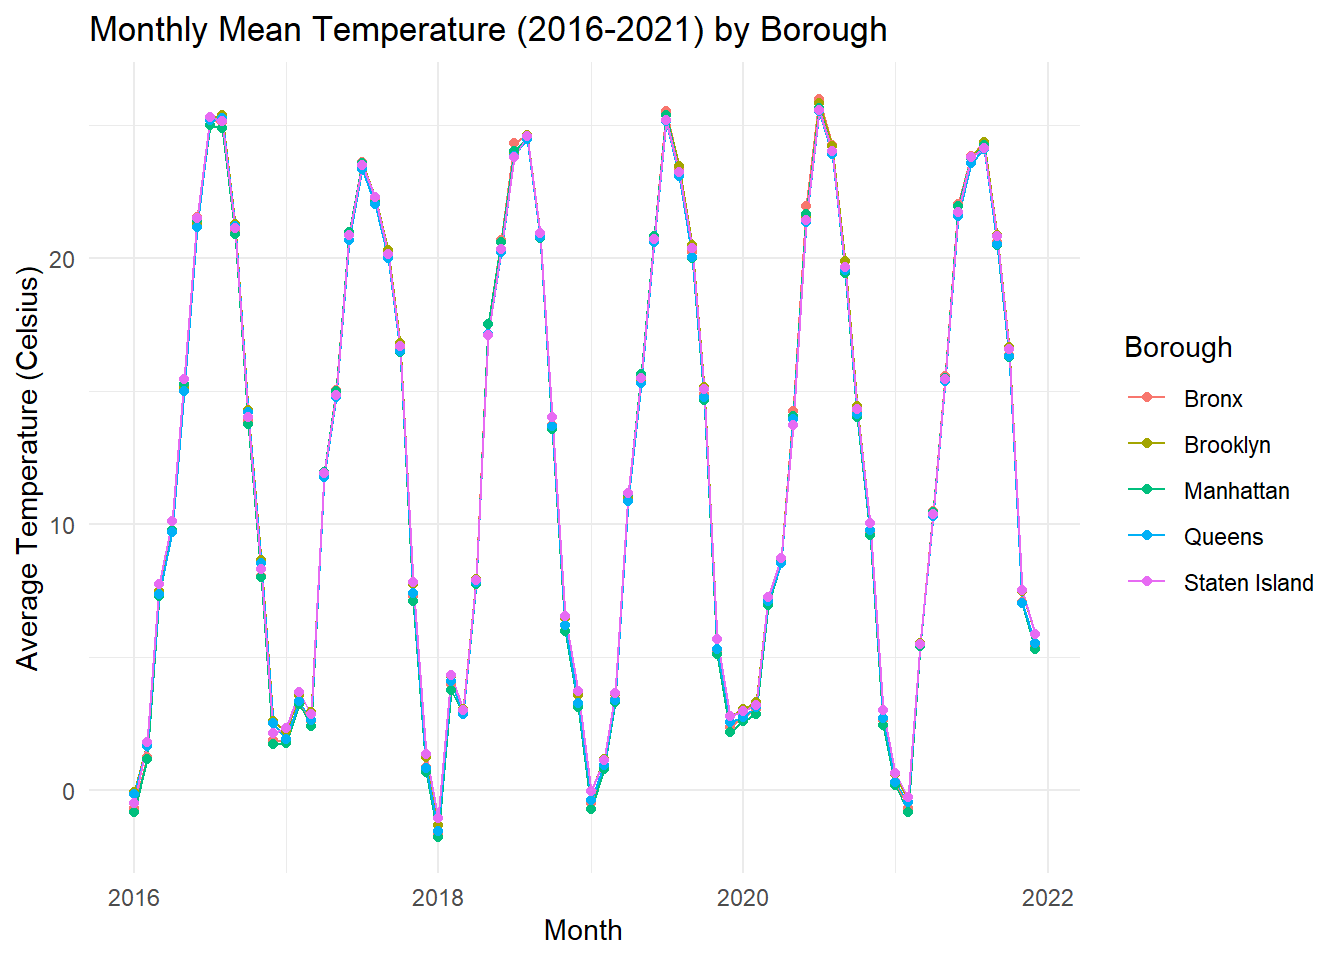 Monthly Mean Temperature (2016-2021) by Borough
Average Temperature (Celsius)
20
10
0
2016
2018
2020
2022
Month
Borough
Bronx
Brooklyn
Manhattan
Queens
Staten Island